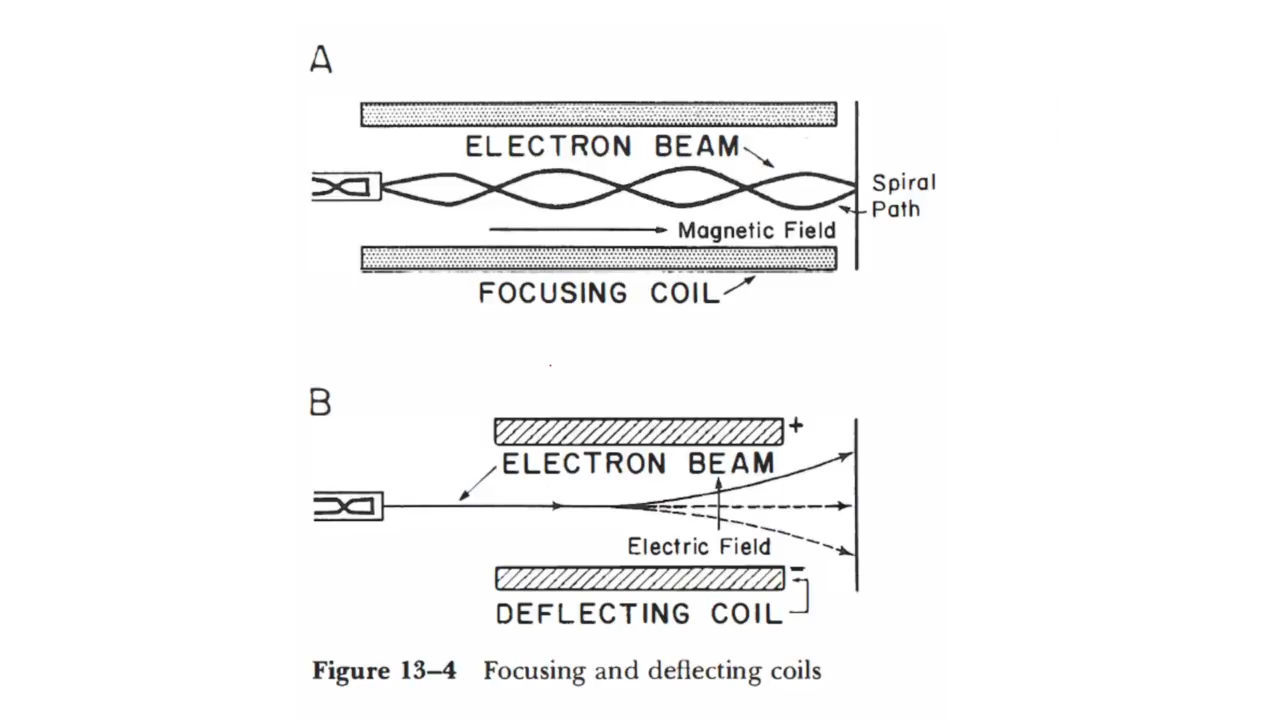 A
ELECTRON BEAM
Spiral
Path
Magnetic Field
FOCUSING COIL
B
+
ELECTRON BEAM
Electric Field
-
DEFLECTING COIL
Figure 13–4 Focusing and deflecting coils